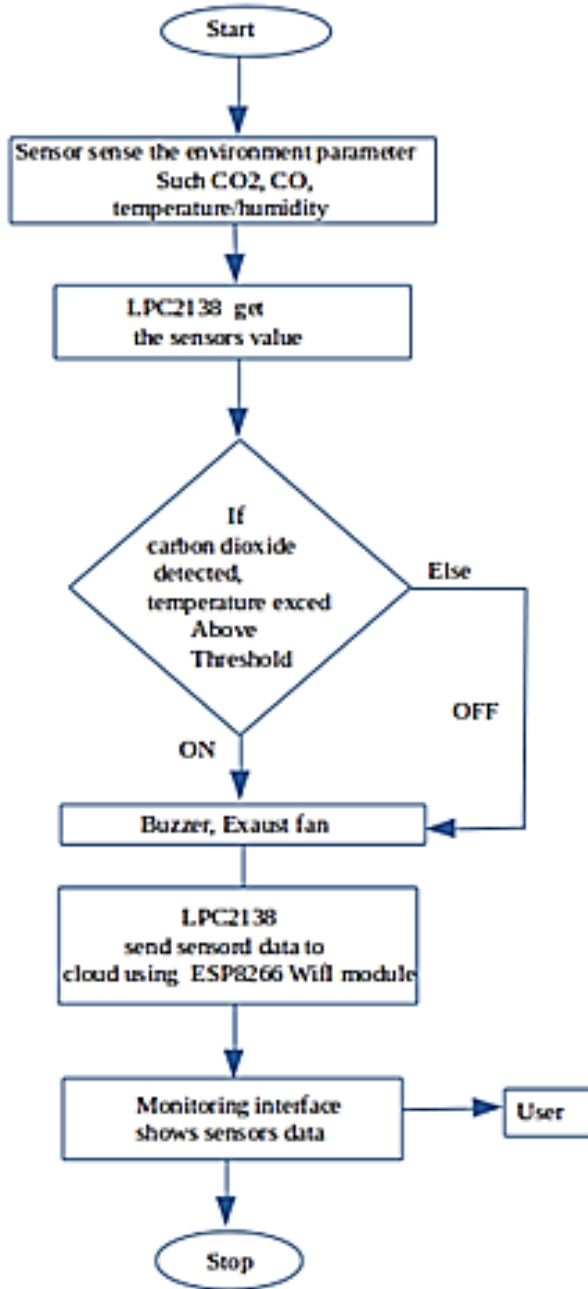 Start
Sensor sense the environment parameter
Such CO2, CO,
temperature/humidity
LPC2138 get
the sensors value
If
carbon dioxide
detected,
temperature exced
Above
Threshold
Else
OFF
ON
Buzzer, Exaust fan
LPC2138
send sensord data to
cloud using ESP8266 Wifi module
Monitoring interface
shows sensors data
User
Stop